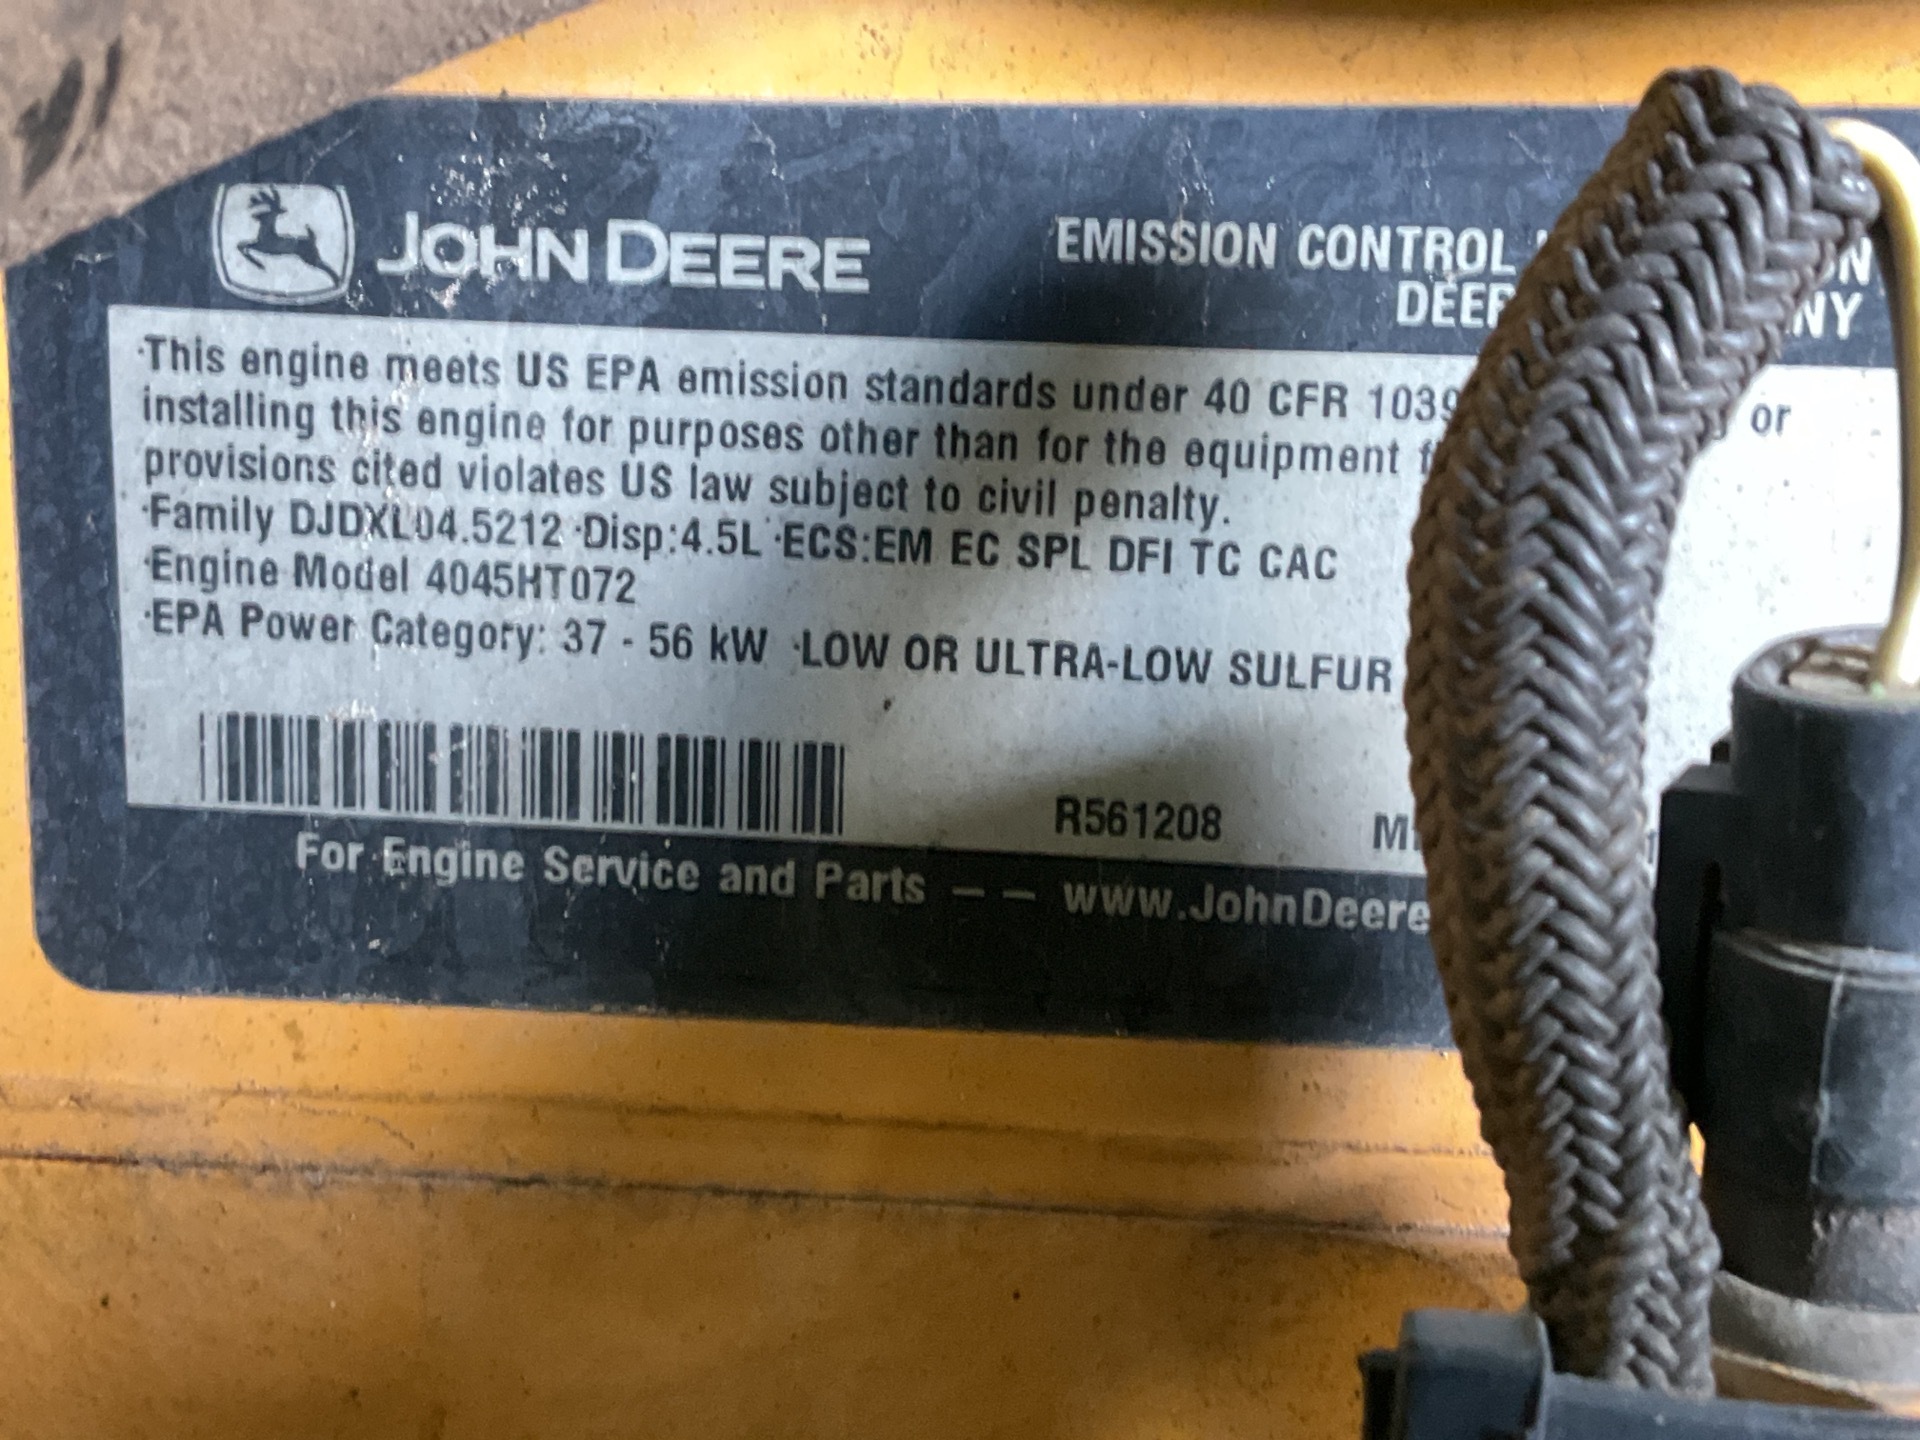 JOHN DEERE
EMISSION CONTROL
·This engine meets US EPA emission standards under 40 CFR 1039 or
installing this engine for purposes other than for the equipment
provisions cited violates US law subject to civil penalty.
·Family DJDXL04.5212 ·Disp:4.5L ·ECS:EM EC SPL DFI TC CAC
·Engine Model 4045HT072
·EPA Power Category: 37 - 56 kW ·LOW OR ULTRA-LOW SULFUR
R561208
For Engine Service and Parts – – www.JohnDeere